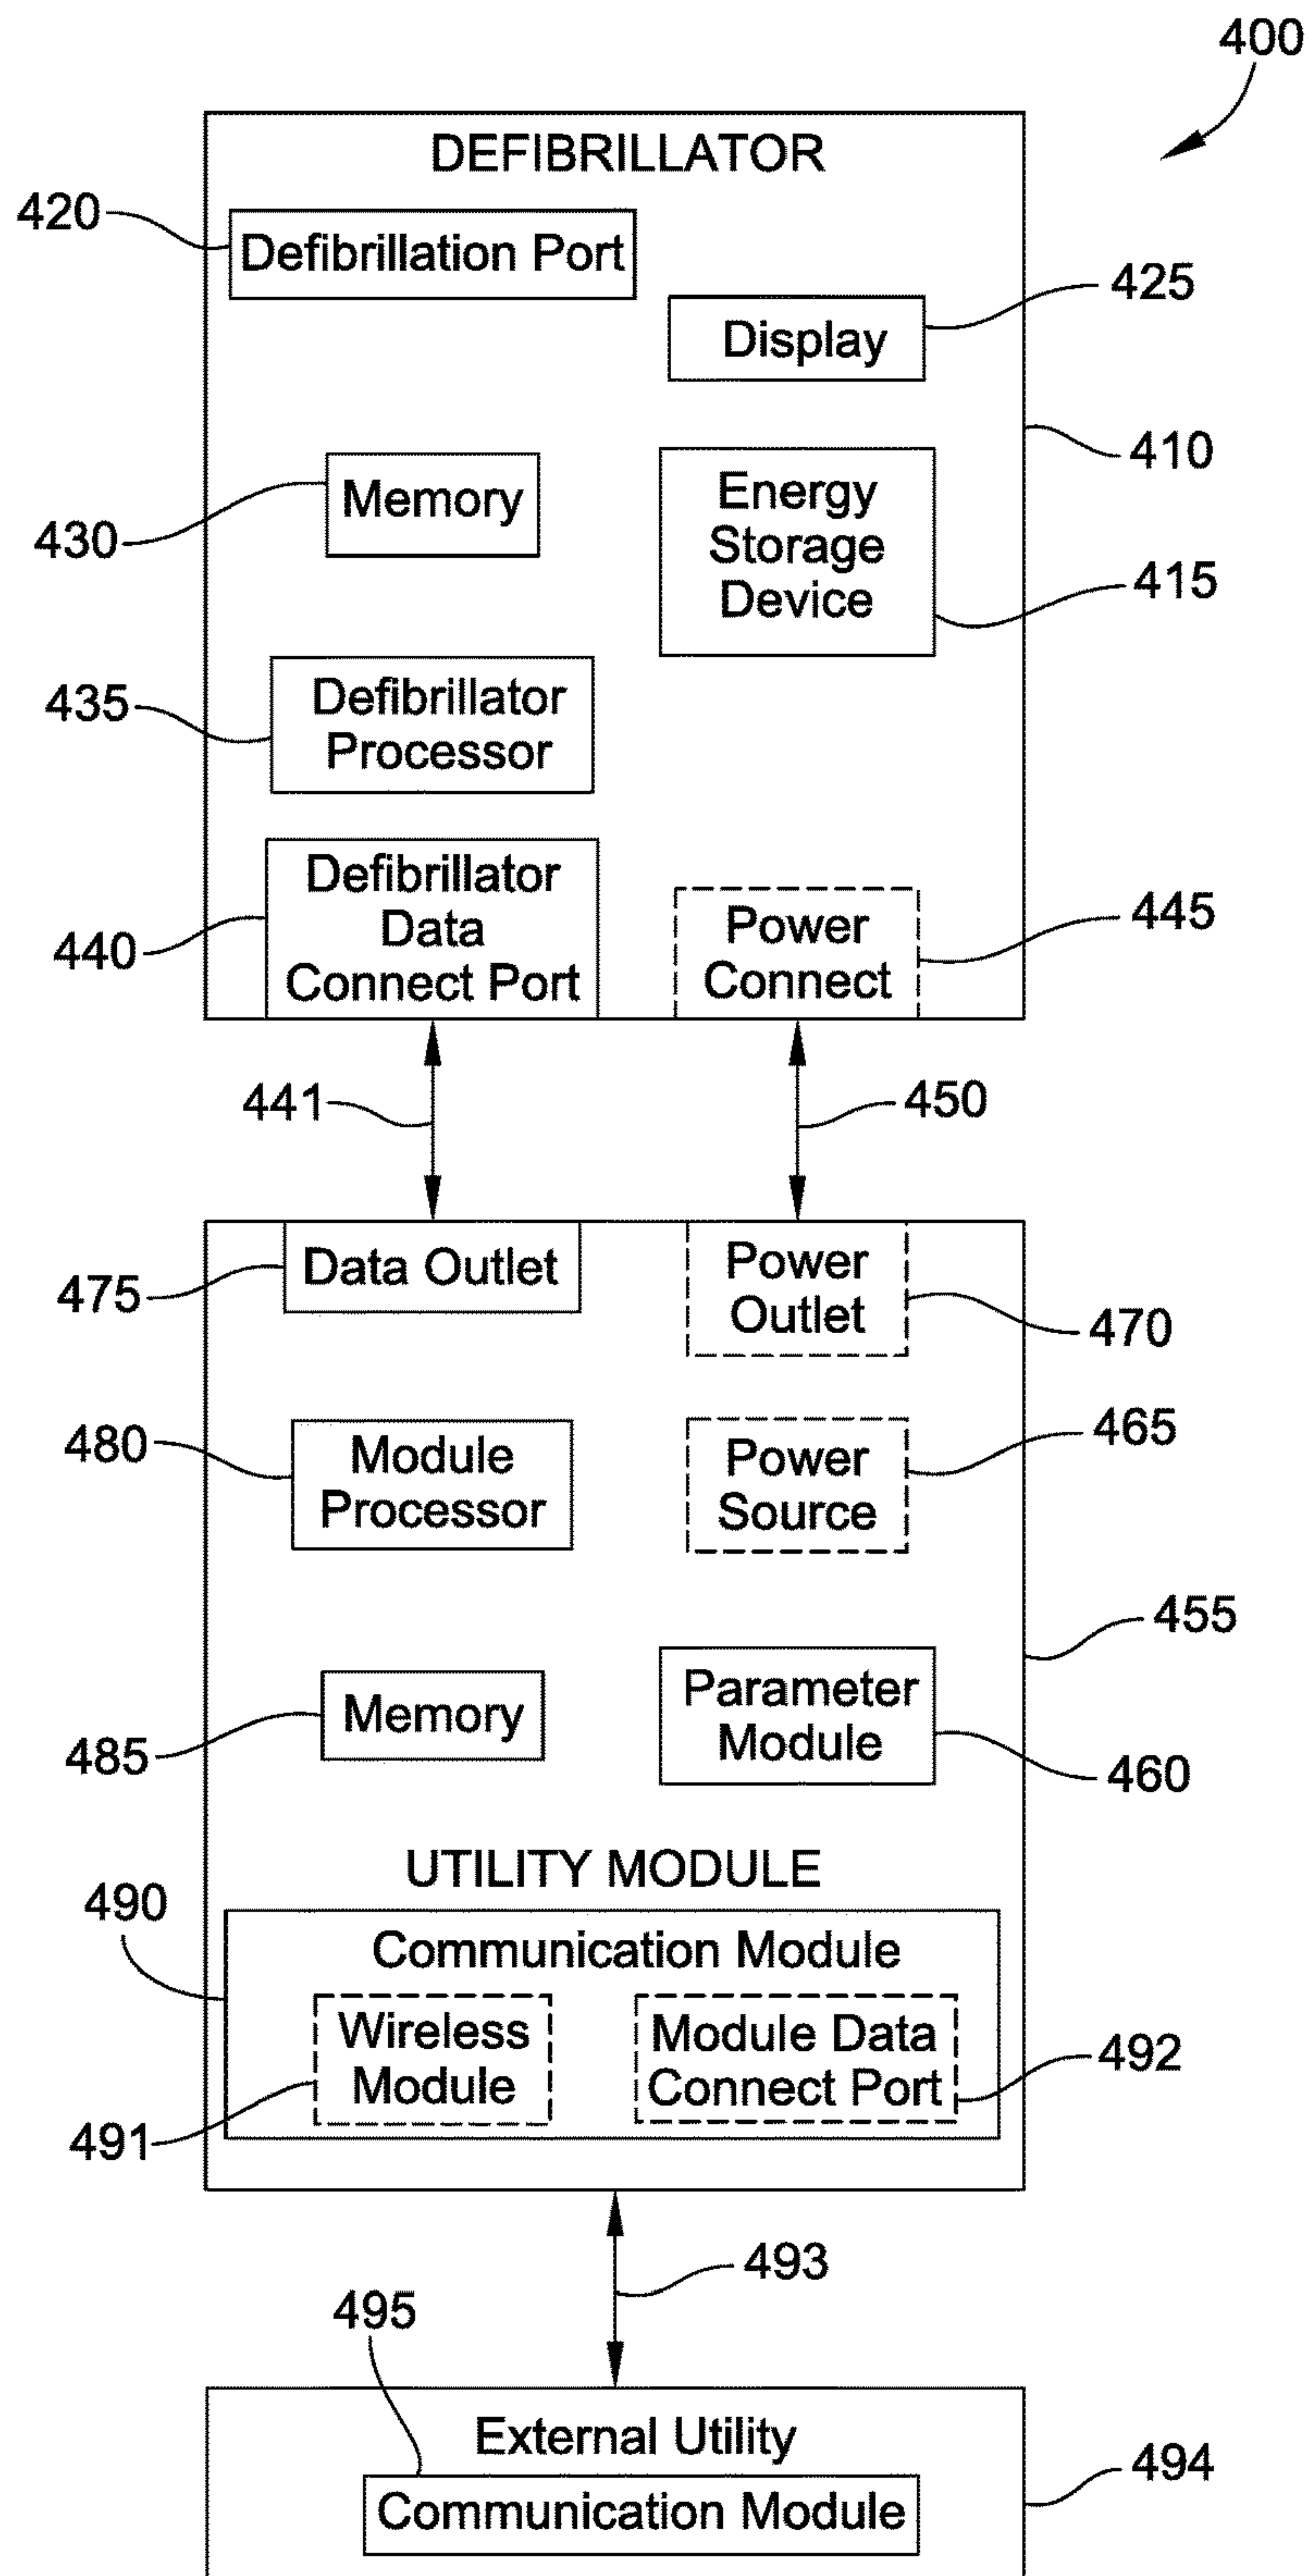 400
DEFIBRILLATOR
420
Defibrillation Port
425
Display
410
430
Memory
Energy
Storage
Device
415
435
Defibrillator
Processor
440
Defibrillator
Data
Connect Port
Power
Connect
445
441
450
475
Data Outlet
Power
Outlet
470
480
Module
Processor
Power
Source
465
455
485
Memory
Parameter
Module
460
UTILITY MODULE
490
Communication Module
Wireless
Module
491
Module Data
Connect Port
492
493
495
External Utility
494
Communication Module